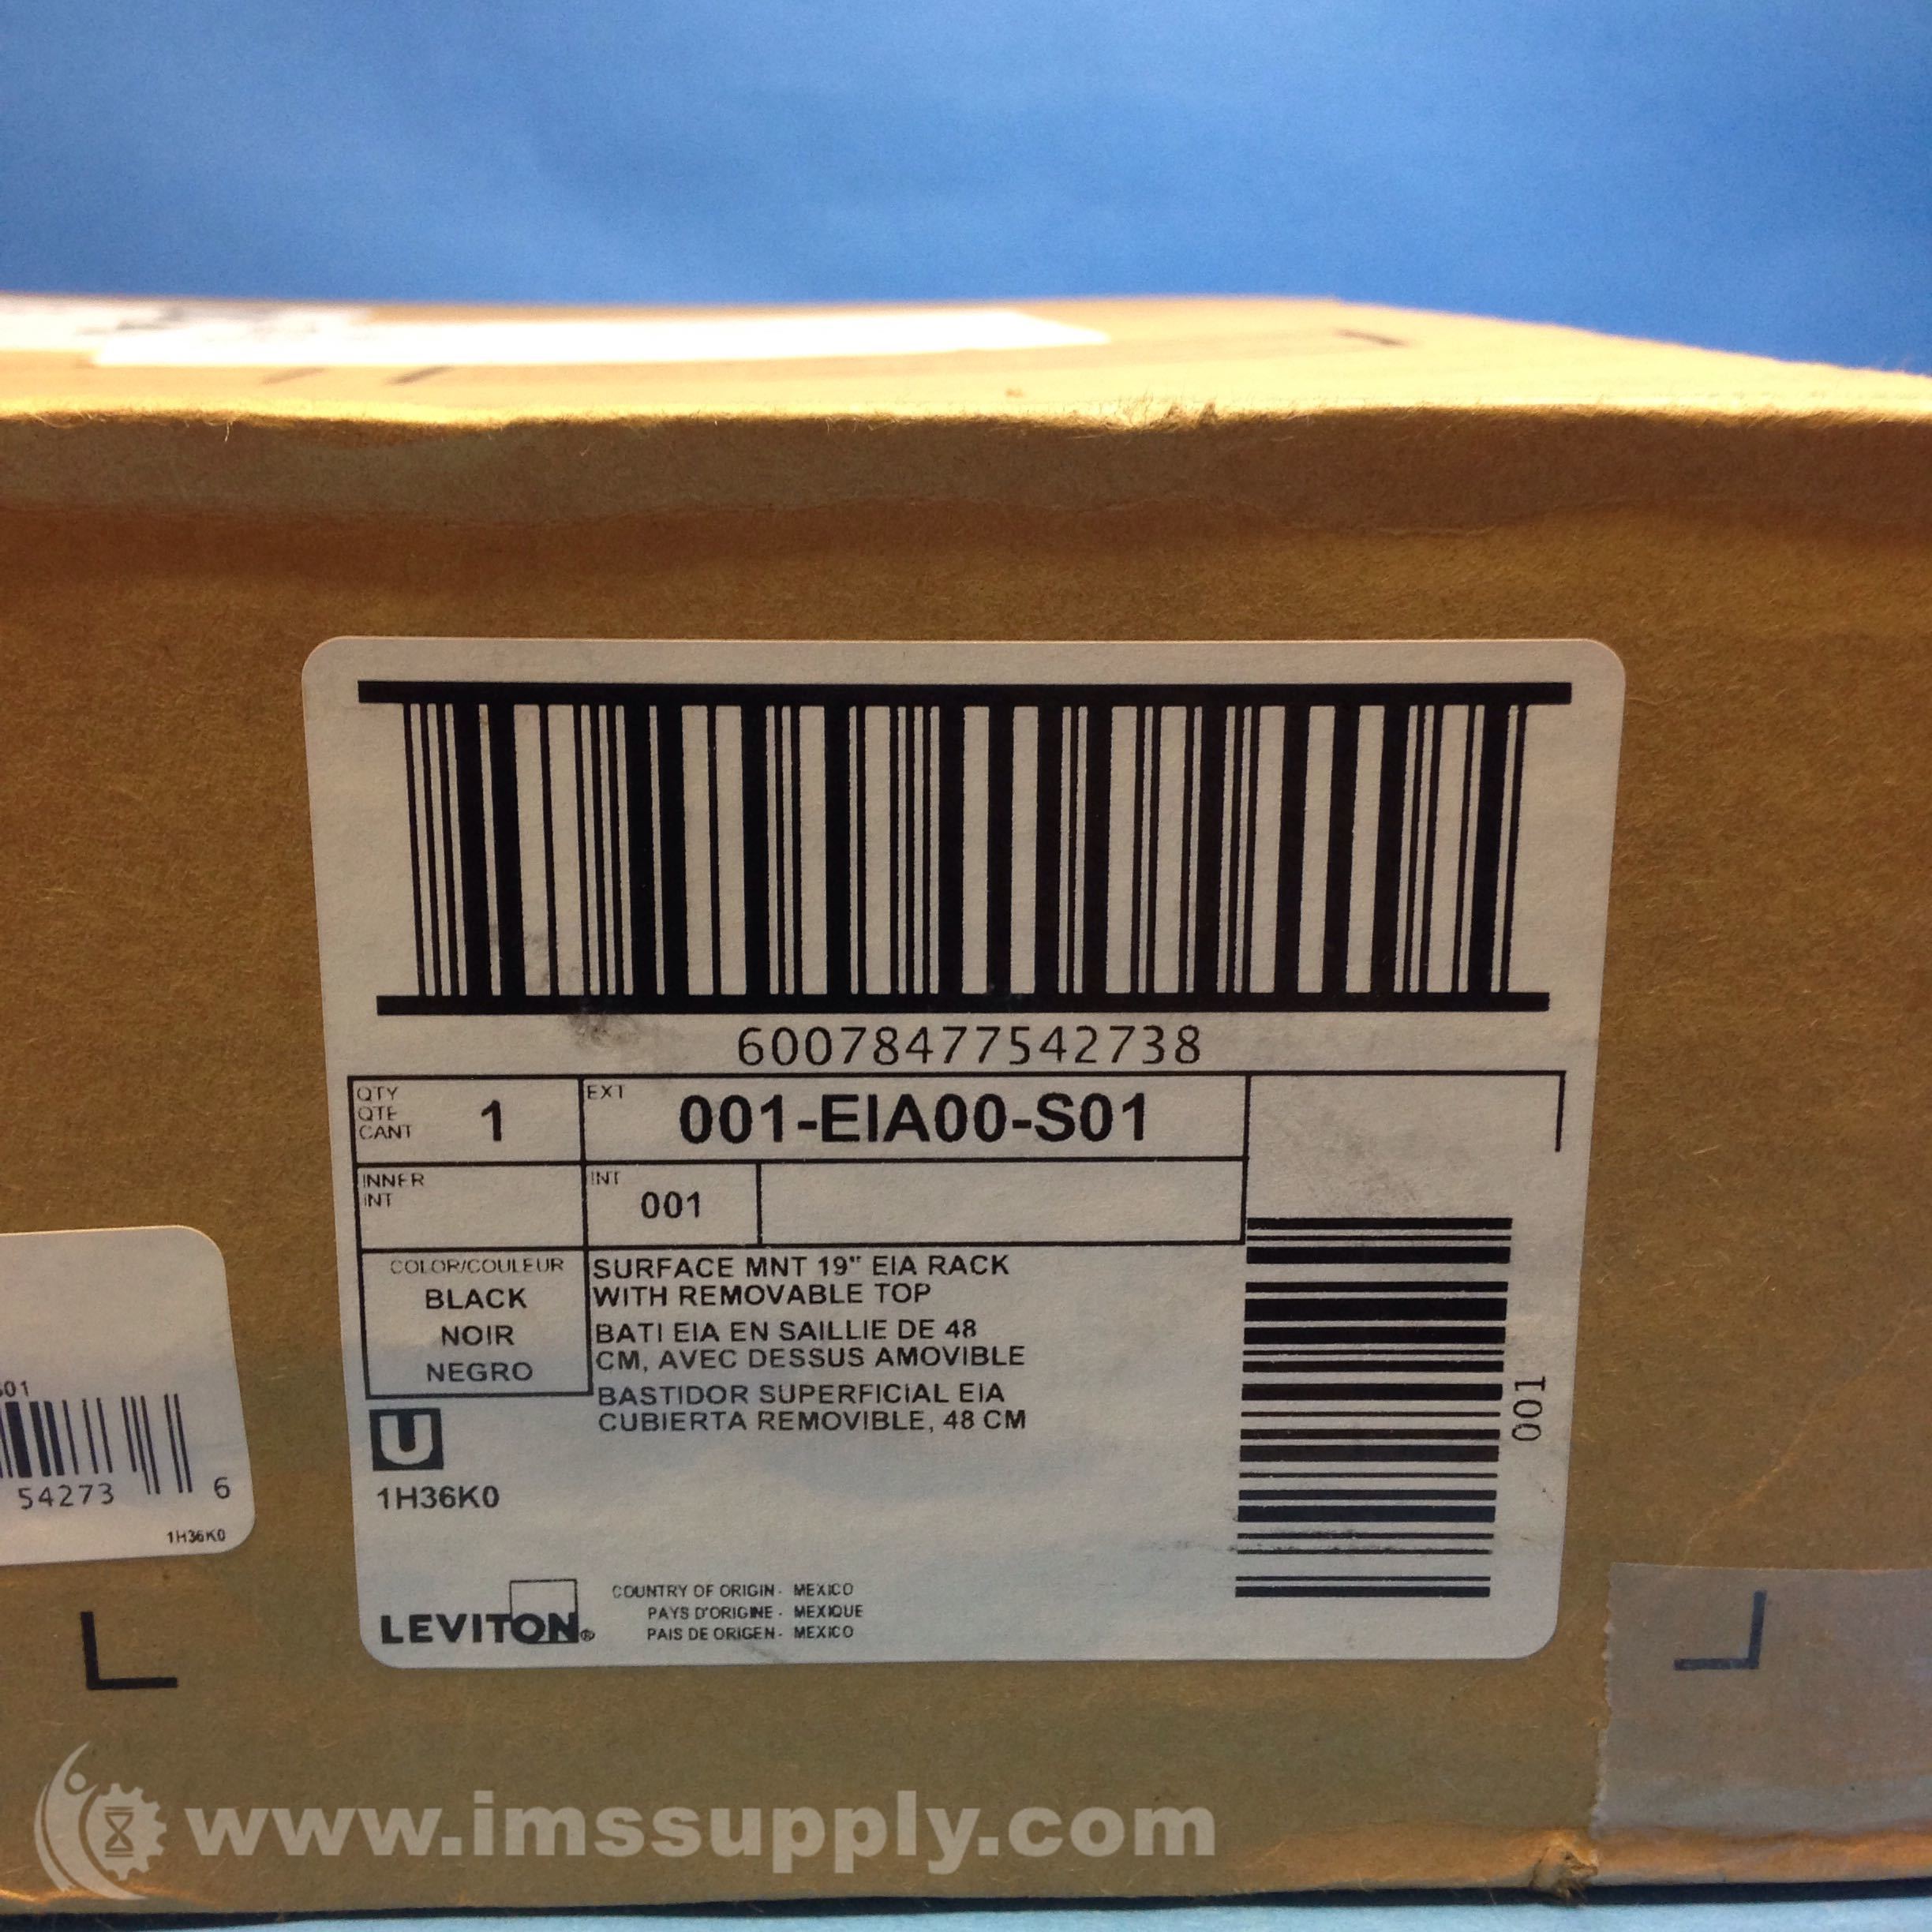 60078477542738
QTY
QTE
CANT
1
EXT
001-EIA00-S01
INNER
INT
INT
001
COLOR/COULEUR
BLACK
NOIR
NEGRO
SURFACE MNT 19" EIA RACK
WITH REMOVABLE TOP
BATI EIA EN SAILLIE DE 48
CM, AVEC DESSUS AMOVIBLE
BASTIDOR SUPERFICIAL EIA
CUBIERTA REMOVIBLE, 48 CM
001
U
1H36K0
LEVITON®
COUNTRY OF ORIGIN - MEXICO
PAYS D'ORIGINE - MEXIQUE
PAIS DE ORIGEN - MEXICO
01
54273 6
1H36K0
www.imssupply.com